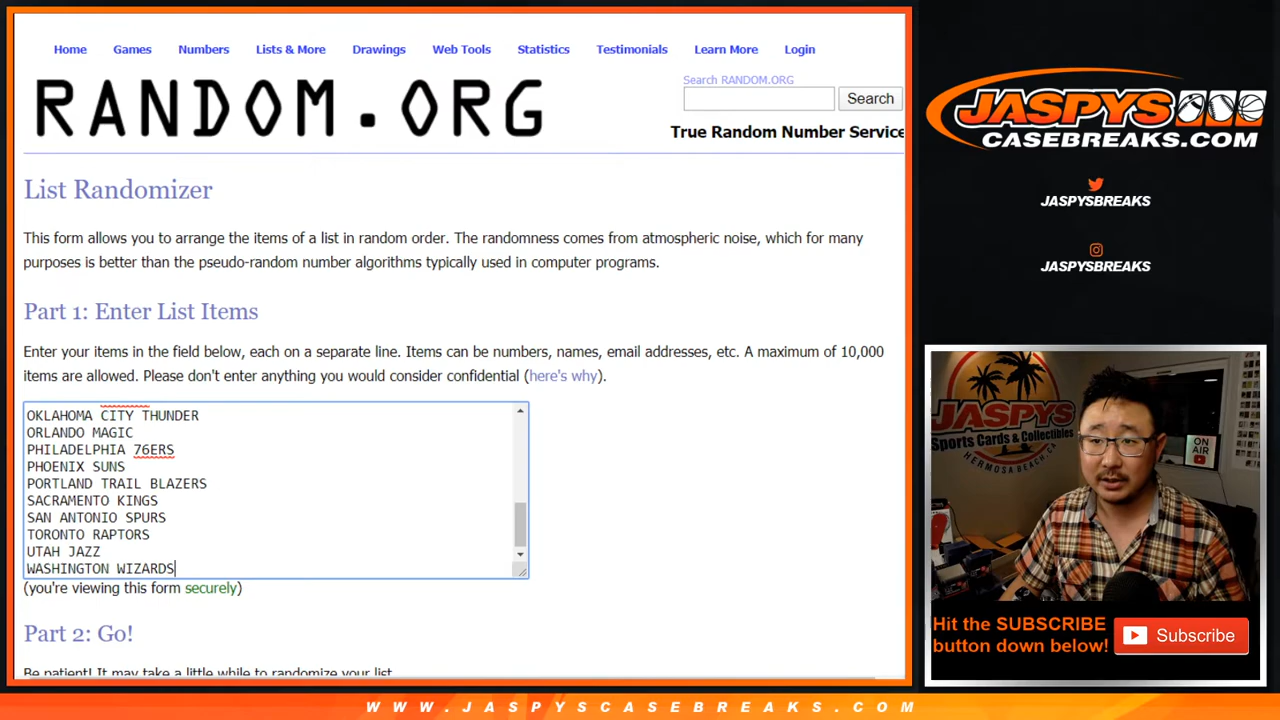 Home Games Numbers Lists & More Drawings Web Tools Statistics Testimonials Learn More Login
RANDOM.ORG
Search RANDOM.ORG
Search
True Random Number Service
List Randomizer
This form allows you to arrange the items of a list in random order. The randomness comes from atmospheric noise, which for many
purposes is better than the pseudo-random number algorithms typically used in computer programs.
Part 1: Enter List Items
Enter your items in the field below, each on a separate line. Items can be numbers, names, email addresses, etc. A maximum of 10,000
items are allowed. Please don't enter anything you would consider confidential (here's why).
OKLAHOMA CITY THUNDER
ORLANDO MAGIC
PHILADELPHIA 76ERS
PHOENIX SUNS
PORTLAND TRAIL BLAZERS
SACRAMENTO KINGS
SAN ANTONIO SPURS
TORONTO RAPTORS
UTAH JAZZ
WASHINGTON WIZARDS
(you're viewing this form securely)
Part 2: Go!
Be patient! It may take a little while to randomize your list
JASPYS
CASEBREAKS.COM
JASPYSBREAKS
JASPYSBREAKS
JASPYS
Sports Cards & Collectibles
HERMOSA BEACH, CA
ON
AIR
Hit the SUBSCRIBE
button down below!
Subscribe
WWW.JASPYSCASEBREAKS.COM